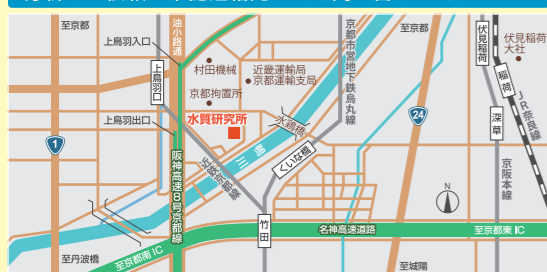 至京都
油小路通
上鳥羽入口
上鳥羽口
村田機械
近畿運輸局
京都運輸支局
京都拘置所
上鳥羽出口
水質研究所
水鶏橋
京都市営地下鉄烏丸線
至京都
24
伏見稲荷
伏見稲荷
大社
稲荷
JR奈良線
深草
京阪本線
1
阪神高速8号京都線
近鉄京都線
くいな橋
竹田
N
名神高速道路
至京都東IC
至丹波橋
至京都南IC
至城陽